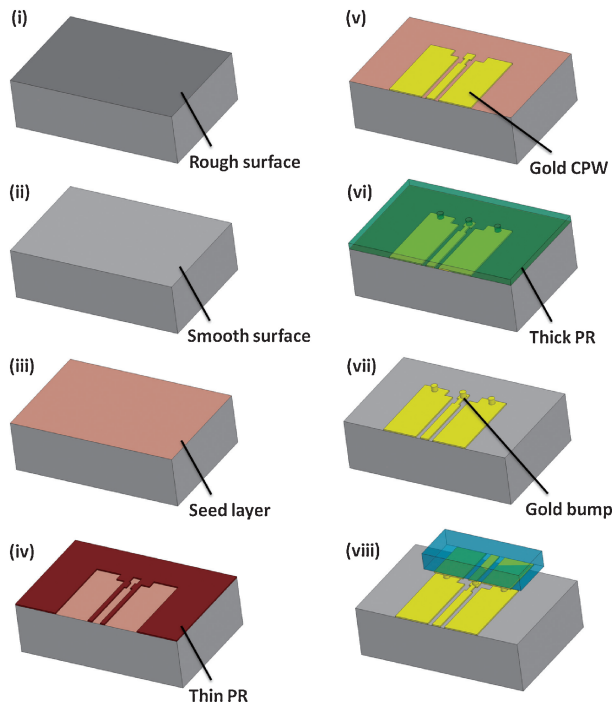 (i)
Rough surface
(ii)
Smooth surface
(iii)
Seed layer
(iv)
Thin PR
(v)
Gold CPW
(vi)
Thick PR
(vii)
Gold bump
(viii)